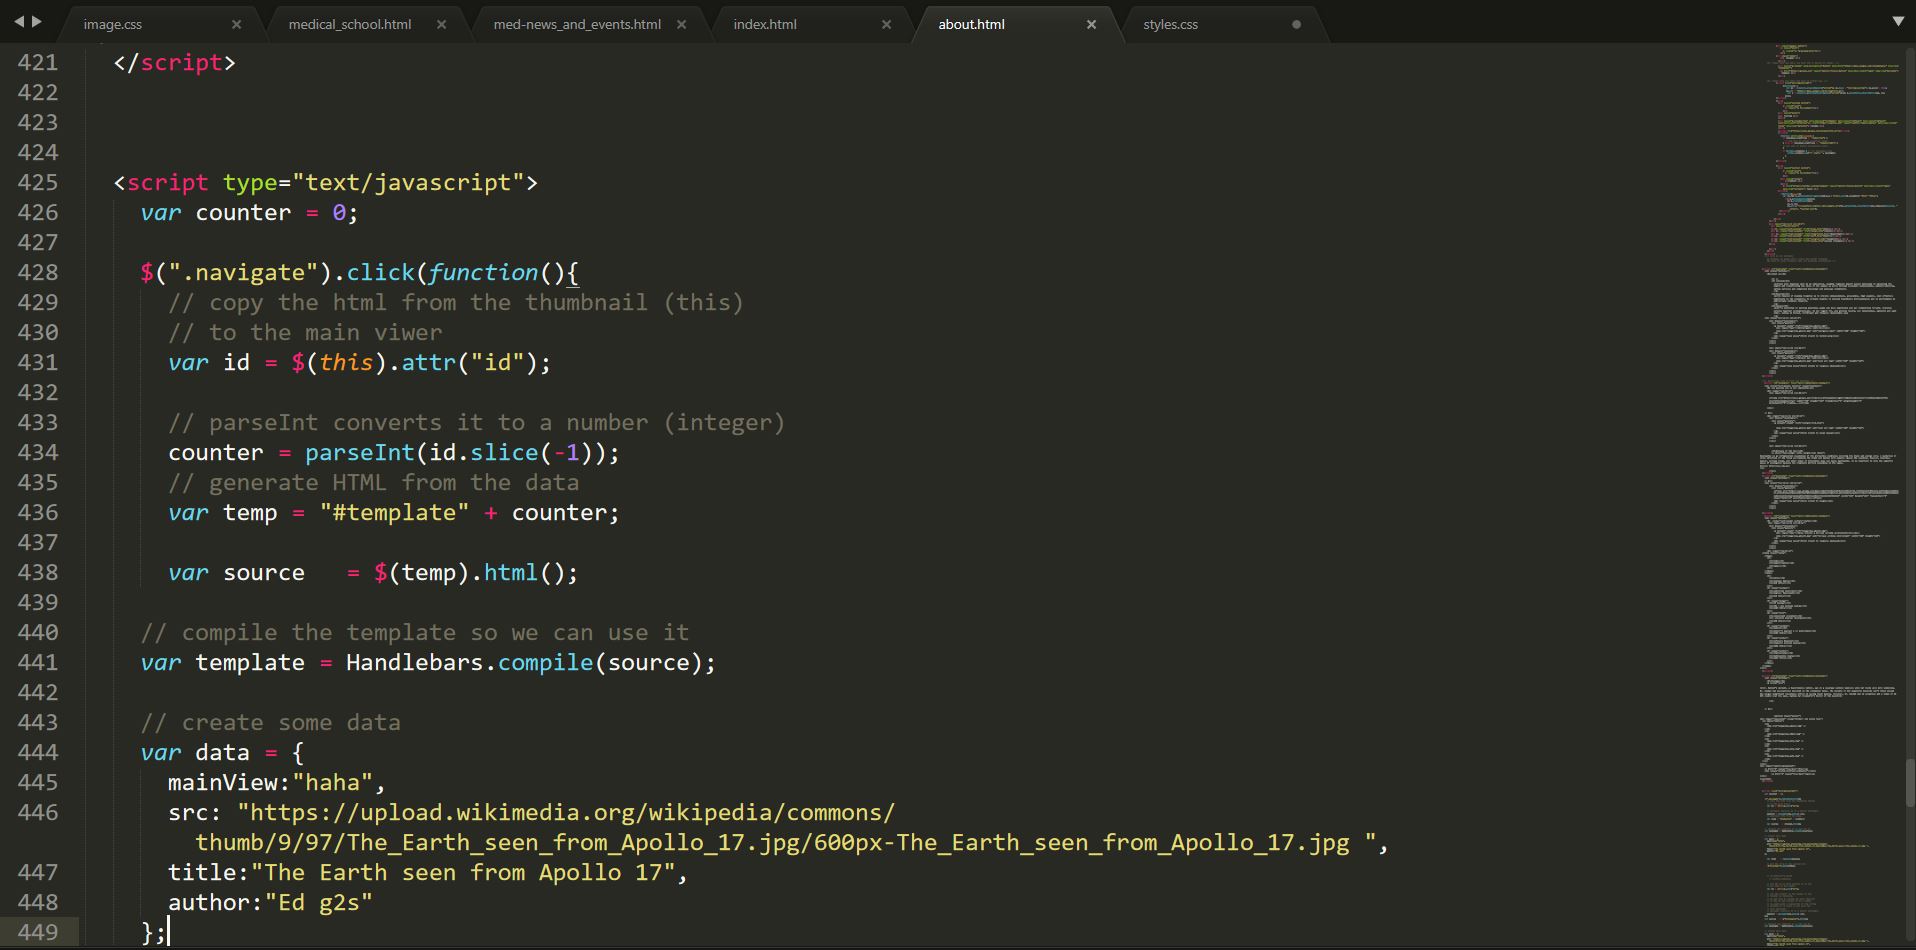 image.css × medical_school.html × med-news_and_events.html × index.html × about.html × styles.css
421 </script>
422
423
424
425 <script type="text/javascript">
426 var counter = 0;
427
428 $(".navigate").click(function(){
429 // copy the html from the thumbnail (this)
430 // to the main viwer
431 var id = $(this).attr("id");
432
433 // parseInt converts it to a number (integer)
434 counter = parseInt(id.slice(-1));
435 // generate HTML from the data
436 var temp = "#template" + counter;
437
438 var source   = $(temp).html();
439
440 // compile the template so we can use it
441 var template = Handlebars.compile(source);
442
443 // create some data
444 var data = {
445 mainView:"haha",
446 src: "https://upload.wikimedia.org/wikipedia/commons/
thumb/9/97/The_Earth_seen_from_Apollo_17.jpg/600px-The_Earth_seen_from_Apollo_17.jpg ",
447 title:"The Earth seen from Apollo 17",
448 author:"Ed g2s"
449 };